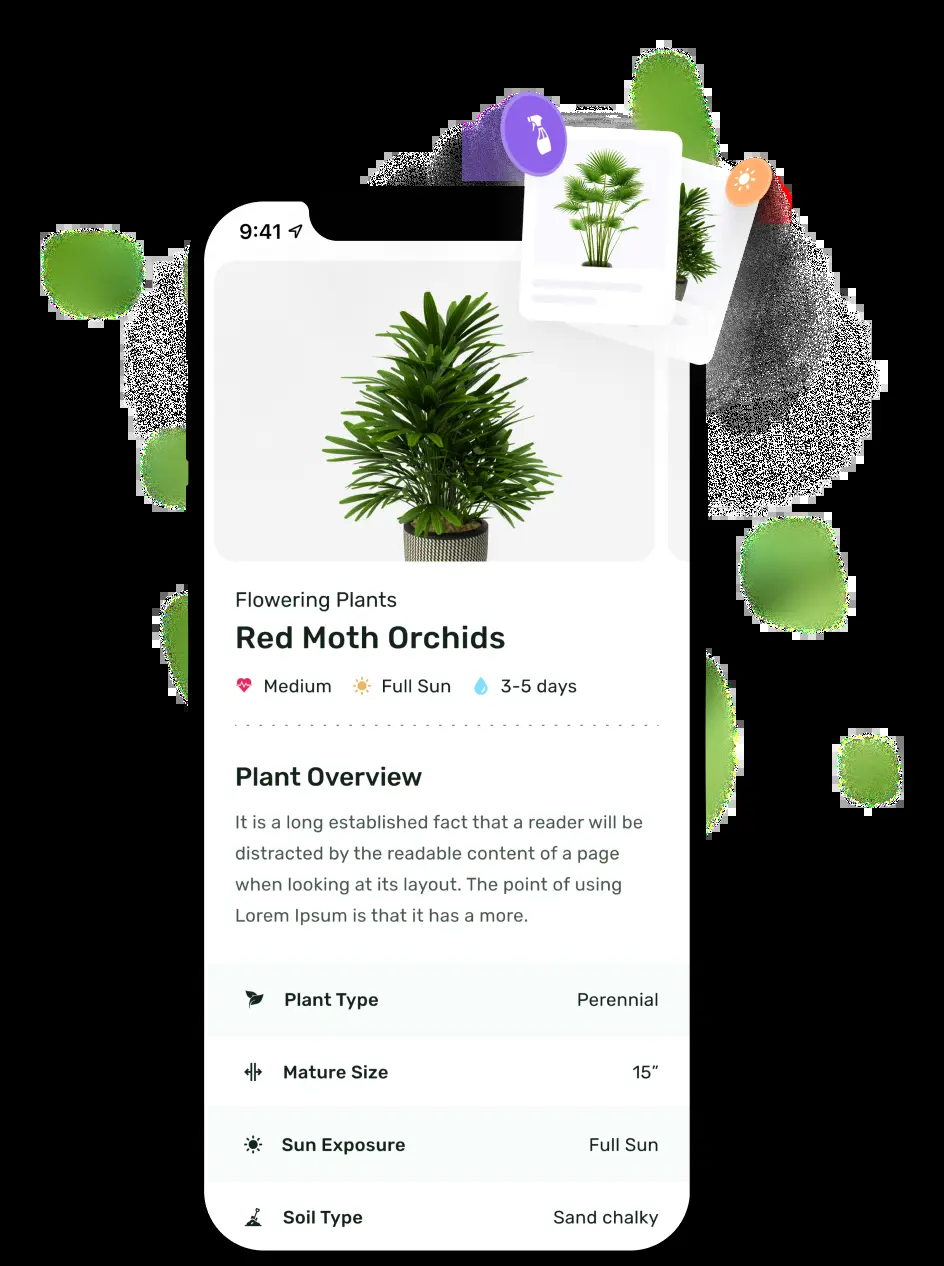 9:41
Flowering Plants
Red Moth Orchids
Medium Full Sun 3-5 days
Plant Overview
It is a long established fact that a reader will be
distracted by the readable content of a page
when looking at its layout. The point of using
Lorem Ipsum is that it has a more.
Plant Type Perennial
Mature Size 15”
Sun Exposure Full Sun
Soil Type Sand chalky